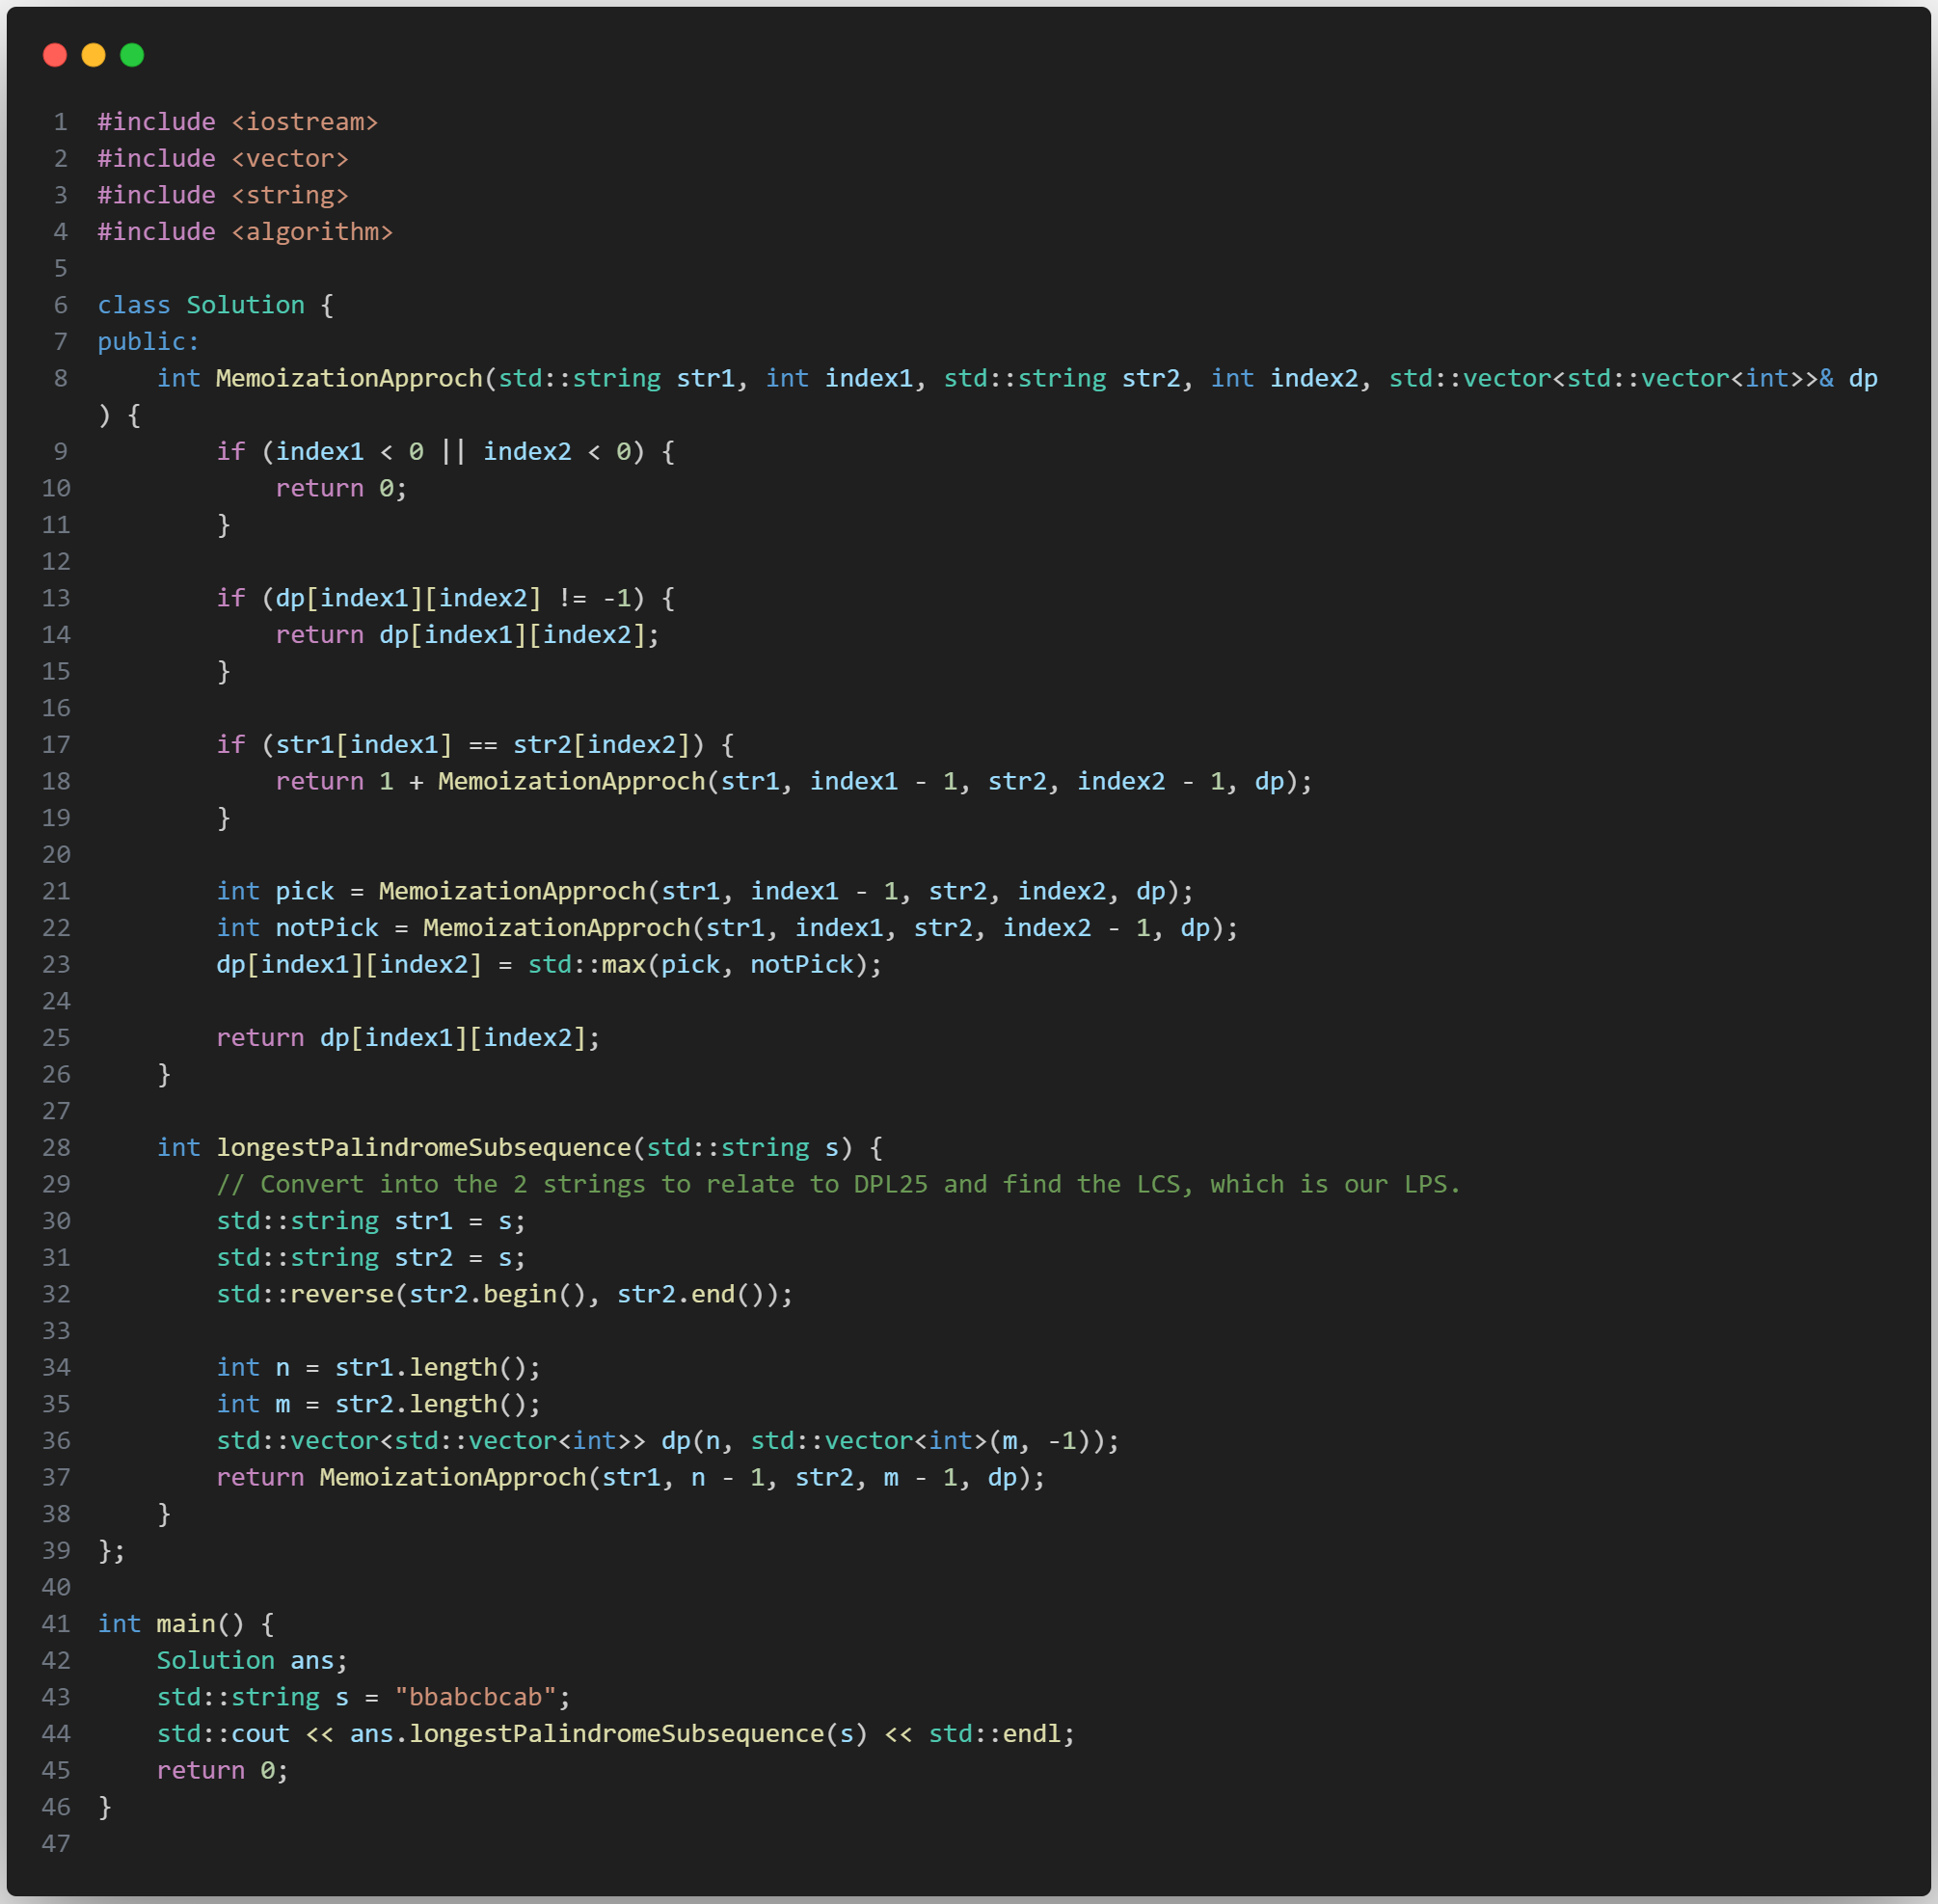 1 #include <iostream>
2 #include <vector>
3 #include <string>
4 #include <algorithm>
5
6 class Solution {
7 public:
8     int MemoizationApproch(std::string str1, int index1, std::string str2, int index2, std::vector<std::vector<int>>& dp
) {
9         if (index1 < 0 || index2 < 0) {
10             return 0;
11         }
12
13         if (dp[index1][index2] != -1) {
14             return dp[index1][index2];
15         }
16
17         if (str1[index1] == str2[index2]) {
18             return 1 + MemoizationApproch(str1, index1 - 1, str2, index2 - 1, dp);
19         }
20
21         int pick = MemoizationApproch(str1, index1 - 1, str2, index2, dp);
22         int notPick = MemoizationApproch(str1, index1, str2, index2 - 1, dp);
23         dp[index1][index2] = std::max(pick, notPick);
24
25         return dp[index1][index2];
26     }
27
28     int longestPalindromeSubsequence(std::string s) {
29         // Convert into the 2 strings to relate to DPL25 and find the LCS, which is our LPS.
30         std::string str1 = s;
31         std::string str2 = s;
32         std::reverse(str2.begin(), str2.end());
33
34         int n = str1.length();
35         int m = str2.length();
36         std::vector<std::vector<int>> dp(n, std::vector<int>(m, -1));
37         return MemoizationApproch(str1, n - 1, str2, m - 1, dp);
38     }
39 };
40
41 int main() {
42     Solution ans;
43     std::string s = "bbabcbcab";
44     std::cout << ans.longestPalindromeSubsequence(s) << std::endl;
45     return 0;
46 }
47